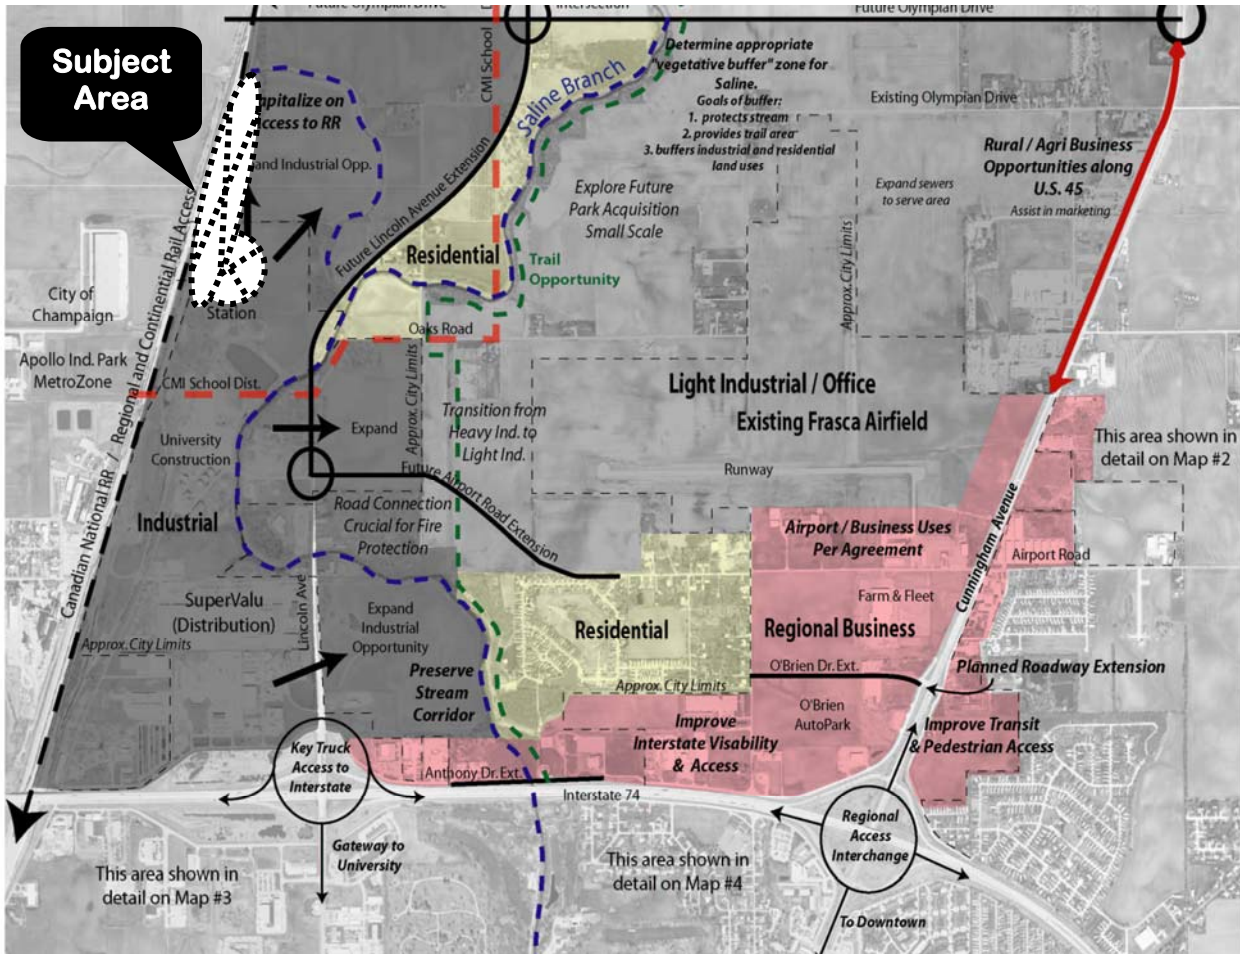 Future Olympian Drive
Intersection
Future Olympian Drive
Subject
Area
CMI School
Saline Branch
Determine appropriate
"vegetative buffer" zone for
Saline.
Goals of buffer:
1. protects stream
2. provides trail area
3. buffers industrial and residential
land uses
Existing Olympian Drive
apitalize on
ccess to RR
and Industrial Opp.
Rural / Agri Business
Opportunities along
U.S. 45
Assist in marketing
Explore Future
Park Acquisition
Small Scale
Expand sewers
to serve area
Future Lincoln Avenue Extension
Residential
Trail
Opportunity
Approx. City Limits
City of
Champaign
Station
Oaks Road
Apollo Ind. Park
MetroZone
CMI School Dist.
Canadian National RR / Regional and Continental Rail Access
Approx. City Limits
Light Industrial / Office
Existing Frasca Airfield
Transition from
Heavy Ind. to
Light Ind.
Expand
University
Construction
This area shown in
detail on Map #2
Runway
Future Airport Road Extension
Road Connection
Crucial for Fire
Protection
Industrial
Airport / Business Uses
Per Agreement
Cunningham Avenue
Airport Road
SuperValu
(Distribution)
Lincoln Ave
Expand
Industrial
Opportunity
Farm & Fleet
Residential
Regional Business
Approx. City Limits
O'Brien Dr. Ext.
Planned Roadway Extension
Preserve
Stream
Corridor
Approx. City Limits
O'Brien
AutoPark
Improve
Interstate Visability
& Access
Improve Transit
& Pedestrian Access
Key Truck
Access to
Interstate
Anthony Dr. Ext.
Interstate 74
Regional
Access
Interchange
Gateway to
University
This area shown in
detail on Map #3
This area shown in
detail on Map #4
To Downtown